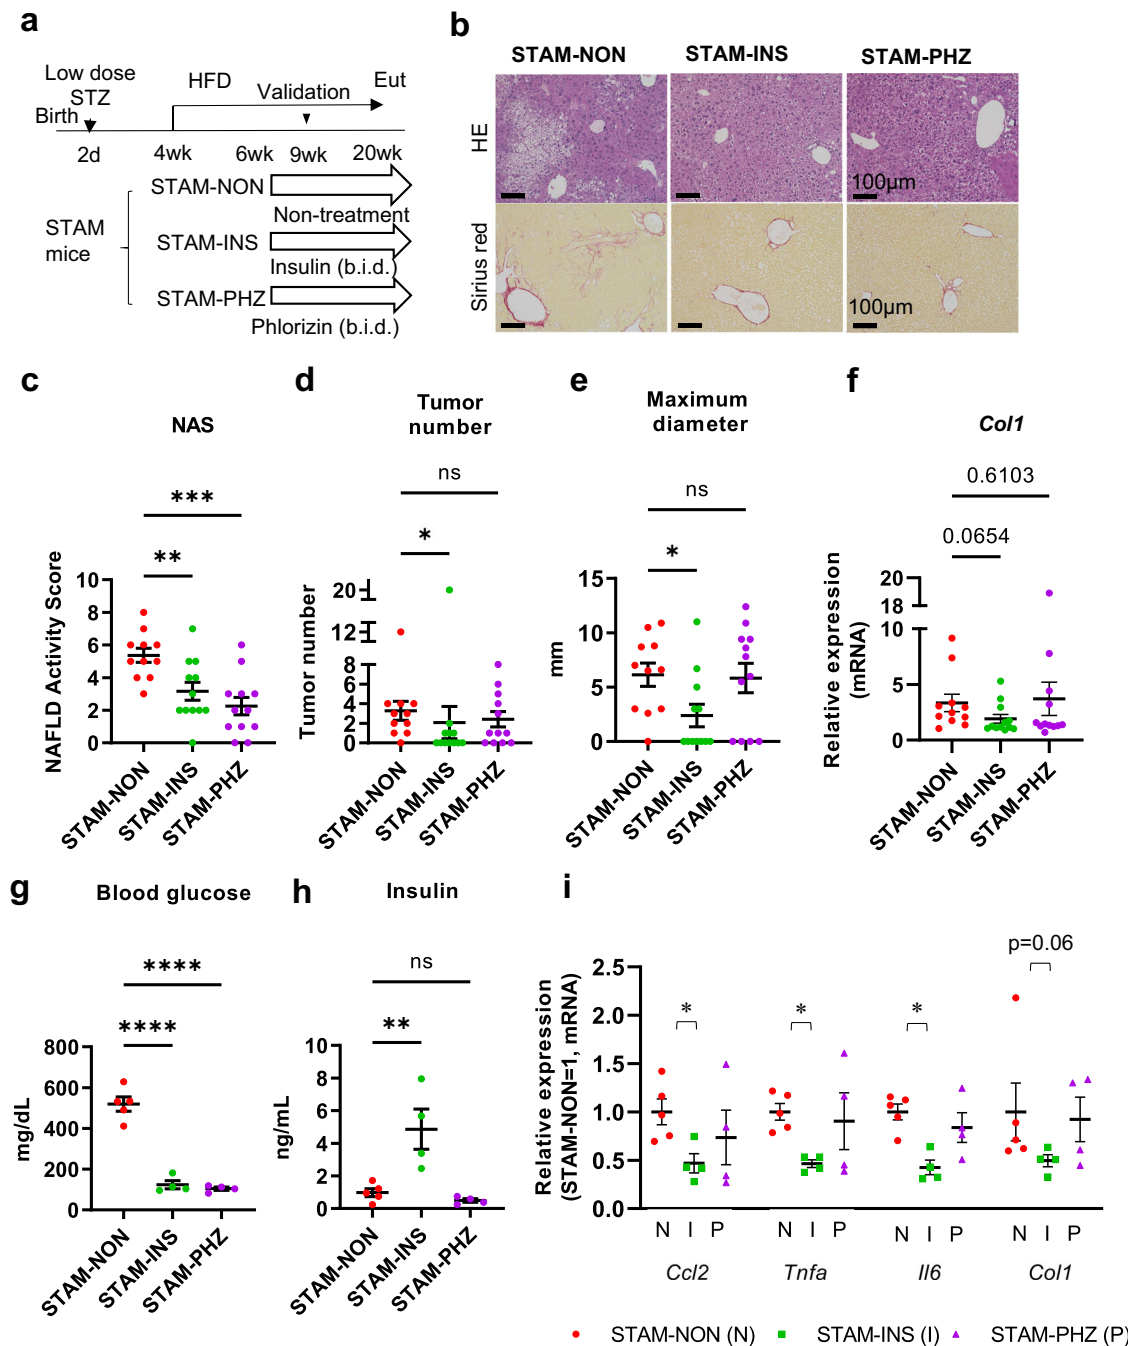 a
Low dose
STZ
HFD
Validation
Eut
Birth
2d
4wk
6wk
9wk
20wk
STAM
mice
STAM-NON
Non-treatment
STAM-INS
Insulin (b.i.d.)
STAM-PHZ
Phlorizin (b.i.d.)
b
STAM-NON
STAM-INS
STAM-PHZ
HE
100μm
Sirius red
100μm
c
NAS
***
**
NAFLD Activity Score
10
8
6
4
2
0
STAM-NON
STAM-INS
STAM-PHZ
d
Tumor
number
ns
*
Tumor number
20
12
8
6
4
2
0
STAM-NON
STAM-INS
STAM-PHZ
e
Maximum
diameter
ns
*
mm
15
10
5
0
STAM-NON
STAM-INS
STAM-PHZ
f
Col1
0.6103
0.0654
Relative expression
(mRNA)
20
18
5
0
STAM-NON
STAM-INS
STAM-PHZ
g
Blood glucose
****
****
mg/dL
800
600
400
200
0
STAM-NON
STAM-INS
STAM-PHZ
h
Insulin
ns
**
ng/mL
10
8
6
4
2
0
STAM-NON
STAM-INS
STAM-PHZ
i
p=0.06
* * *
Relative expression
(STAM-NON=1, mRNA)
2.5
2.0
1.5
1.0
0.5
0.0
N I P N I P N I P N I P
Ccl2 Tnfa Il6 Col1
STAM-NON (N) STAM-INS (I) STAM-PHZ (P)